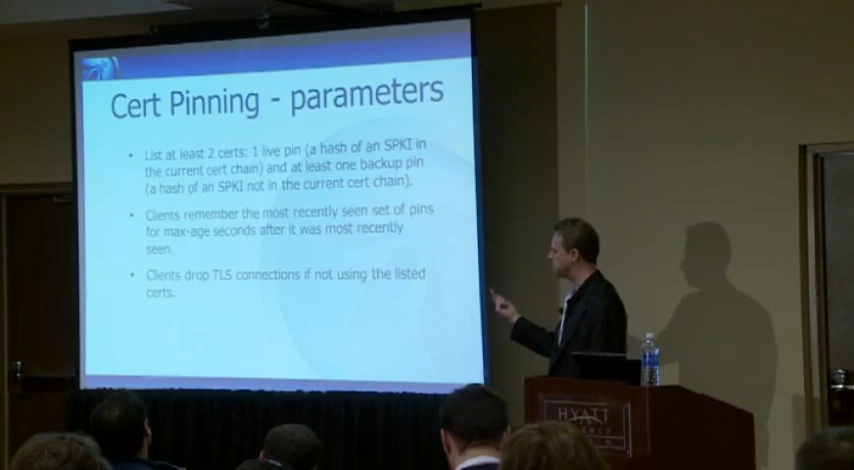 Cert Pinning - parameters
• List at least 2 certs: 1 live pin (a hash of an SPKI in
the current cert chain) and at least one backup pin
(a hash of an SPKI not in the current cert chain).
• Clients remember the most recently seen set of pins
for max-age seconds after it was most recently
seen.
• Clients drop TLS connections if not using the listed
certs.
HYATT